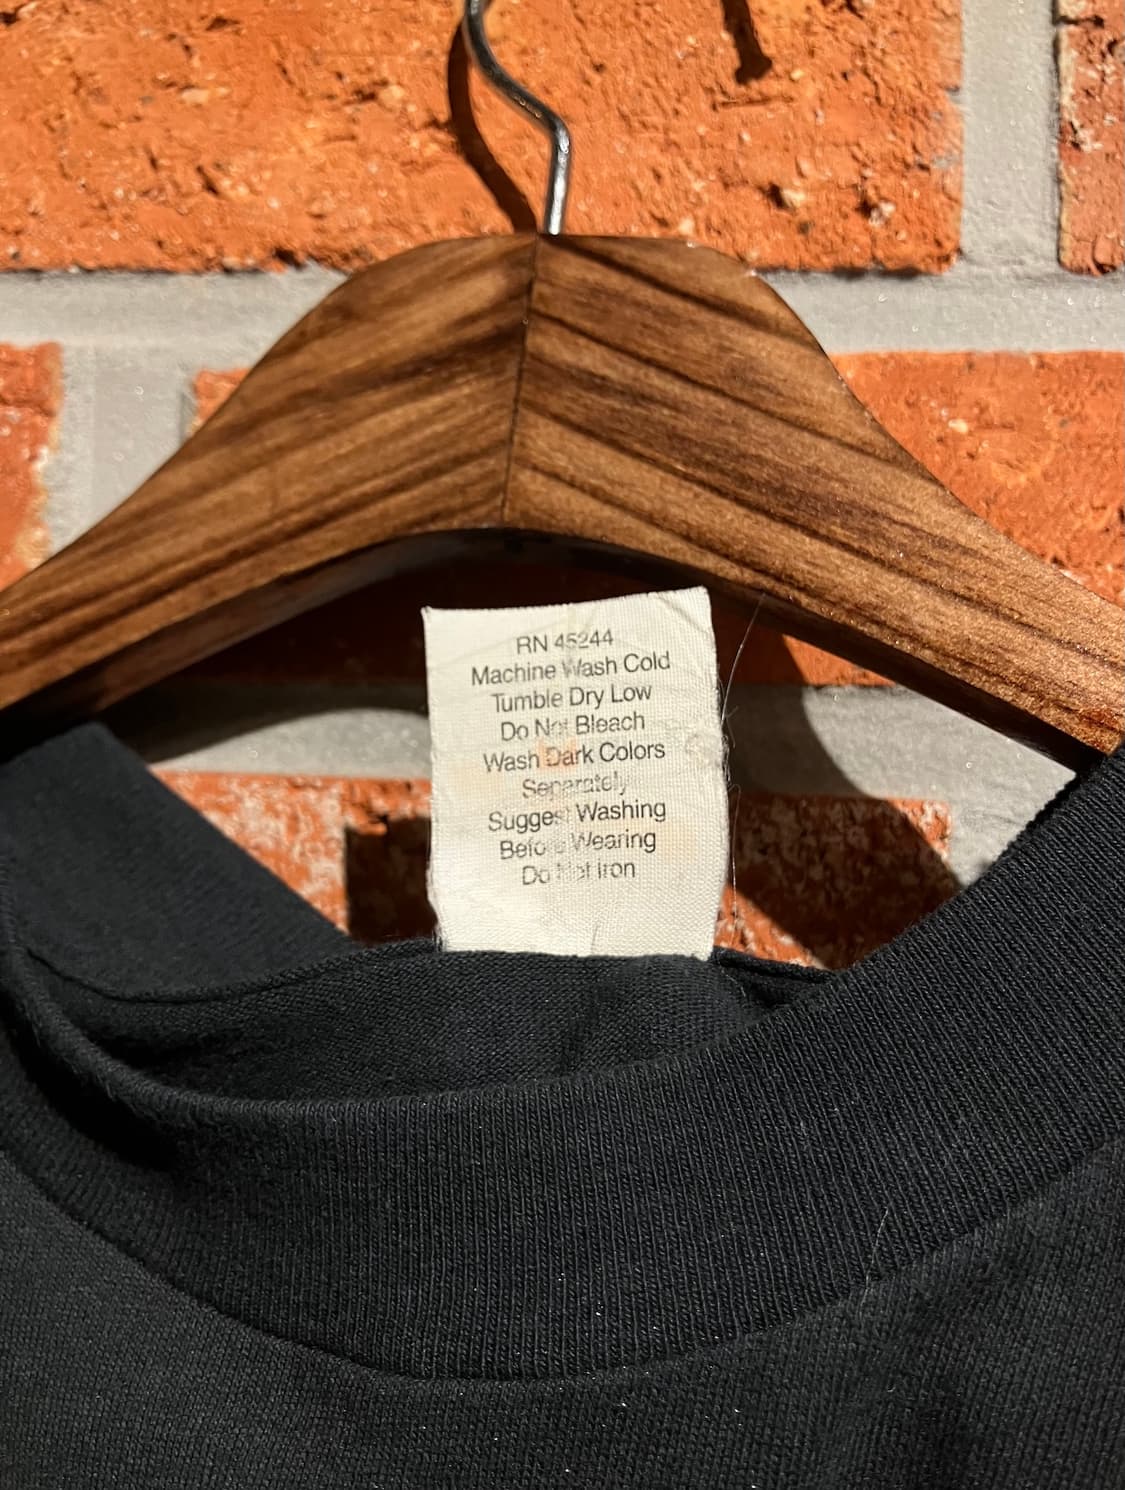 RN 45244
Machine Wash Cold
Tumble Dry Low
Do Not Bleach
Wash Dark Colors
Separately
Suggest Washing
Before Wearing
Do Not Iron